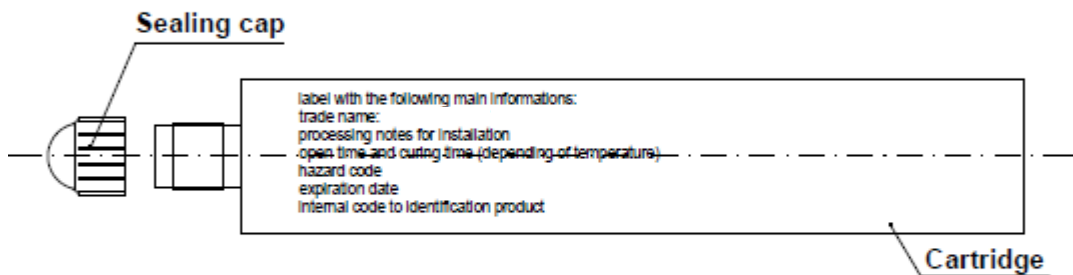 Sealing cap
label with the following main informations:
trade name:
processing notes for installation
open time and curing time (depending of temperature)
hazard code
expiration date
internal code to identification product
Cartridge